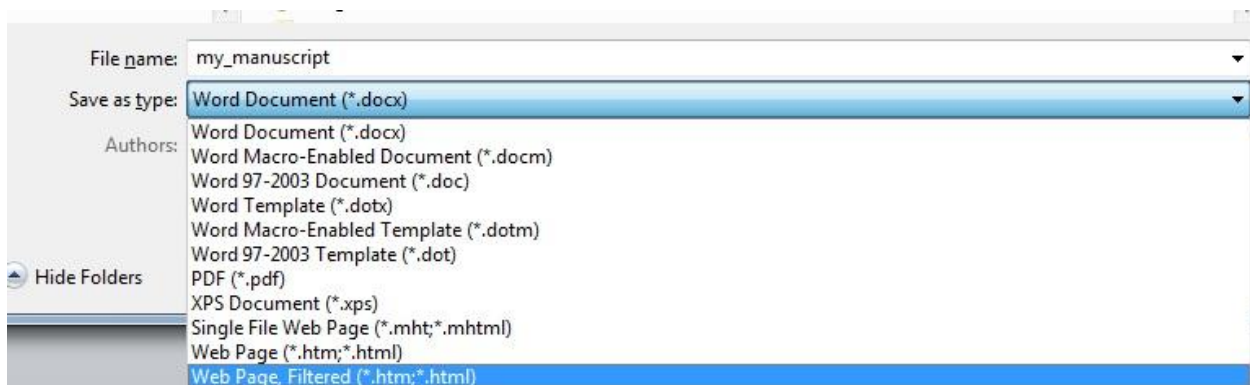 File name: my_manuscript
Save as type: Word Document (*.docx)
Authors:
Word Document (*.docx)
Word Macro-Enabled Document (*.docm)
Word 97-2003 Document (*.doc)
Word Template (*.dotx)
Word Macro-Enabled Template (*.dotm)
Word 97-2003 Template (*.dot)
Hide Folders
PDF (*.pdf)
XPS Document (*.xps)
Single File Web Page (*.mht;*.mhtml)
Web Page (*.htm;*.html)
Web Page, Filtered (*.htm;*.html)